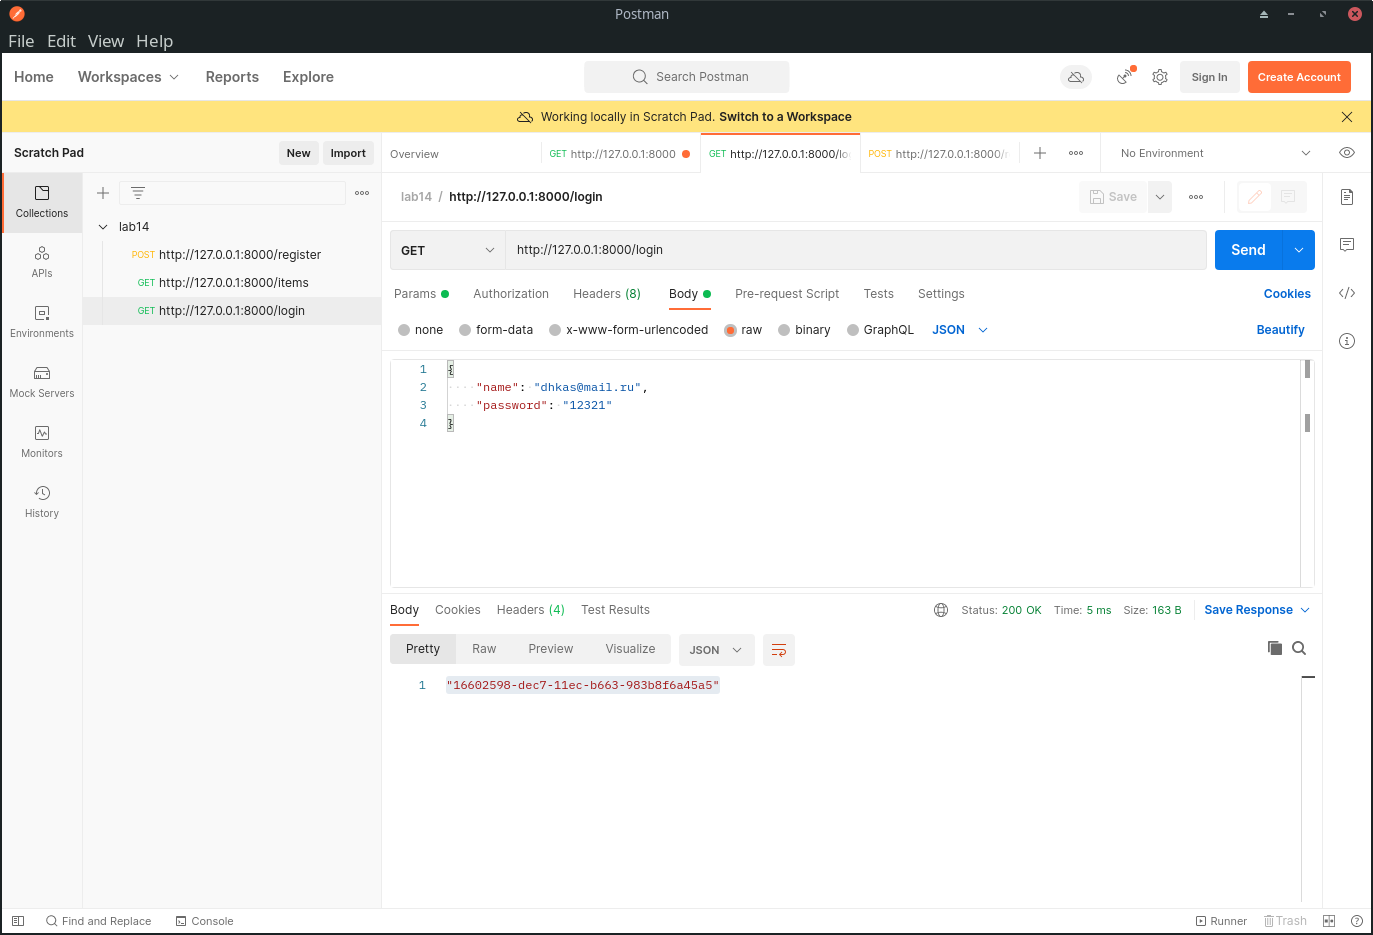 Postman
File Edit View Help
Home Workspaces Reports Explore Search Postman Sign In Create Account
Working locally in Scratch Pad. Switch to a Workspace
Scratch Pad New Import
Overview GET http://127.0.0.1:8000 GET http://127.0.0.1:8000/lo POST http://127.0.0.1:8000/r No Environment
Collections
APIs
Environments
Mock Servers
Monitors
History
lab14
POST http://127.0.0.1:8000/register
GET http://127.0.0.1:8000/items
GET http://127.0.0.1:8000/login
lab14 / http://127.0.0.1:8000/login Save
GET http://127.0.0.1:8000/login Send
Params Authorization Headers (8) Body Pre-request Script Tests Settings Cookies
none form-data x-www-form-urlencoded raw binary GraphQL JSON Beautify
1 {
2 "name": "dhkas@mail.ru",
3 "password": "12321"
4 }
Body Cookies Headers (4) Test Results Status: 200 OK Time: 5 ms Size: 163 B Save Response
Pretty Raw Preview Visualize JSON
1 "16602598-dec7-11ec-b663-983b8f6a45a5"
Find and Replace Console Runner Trash